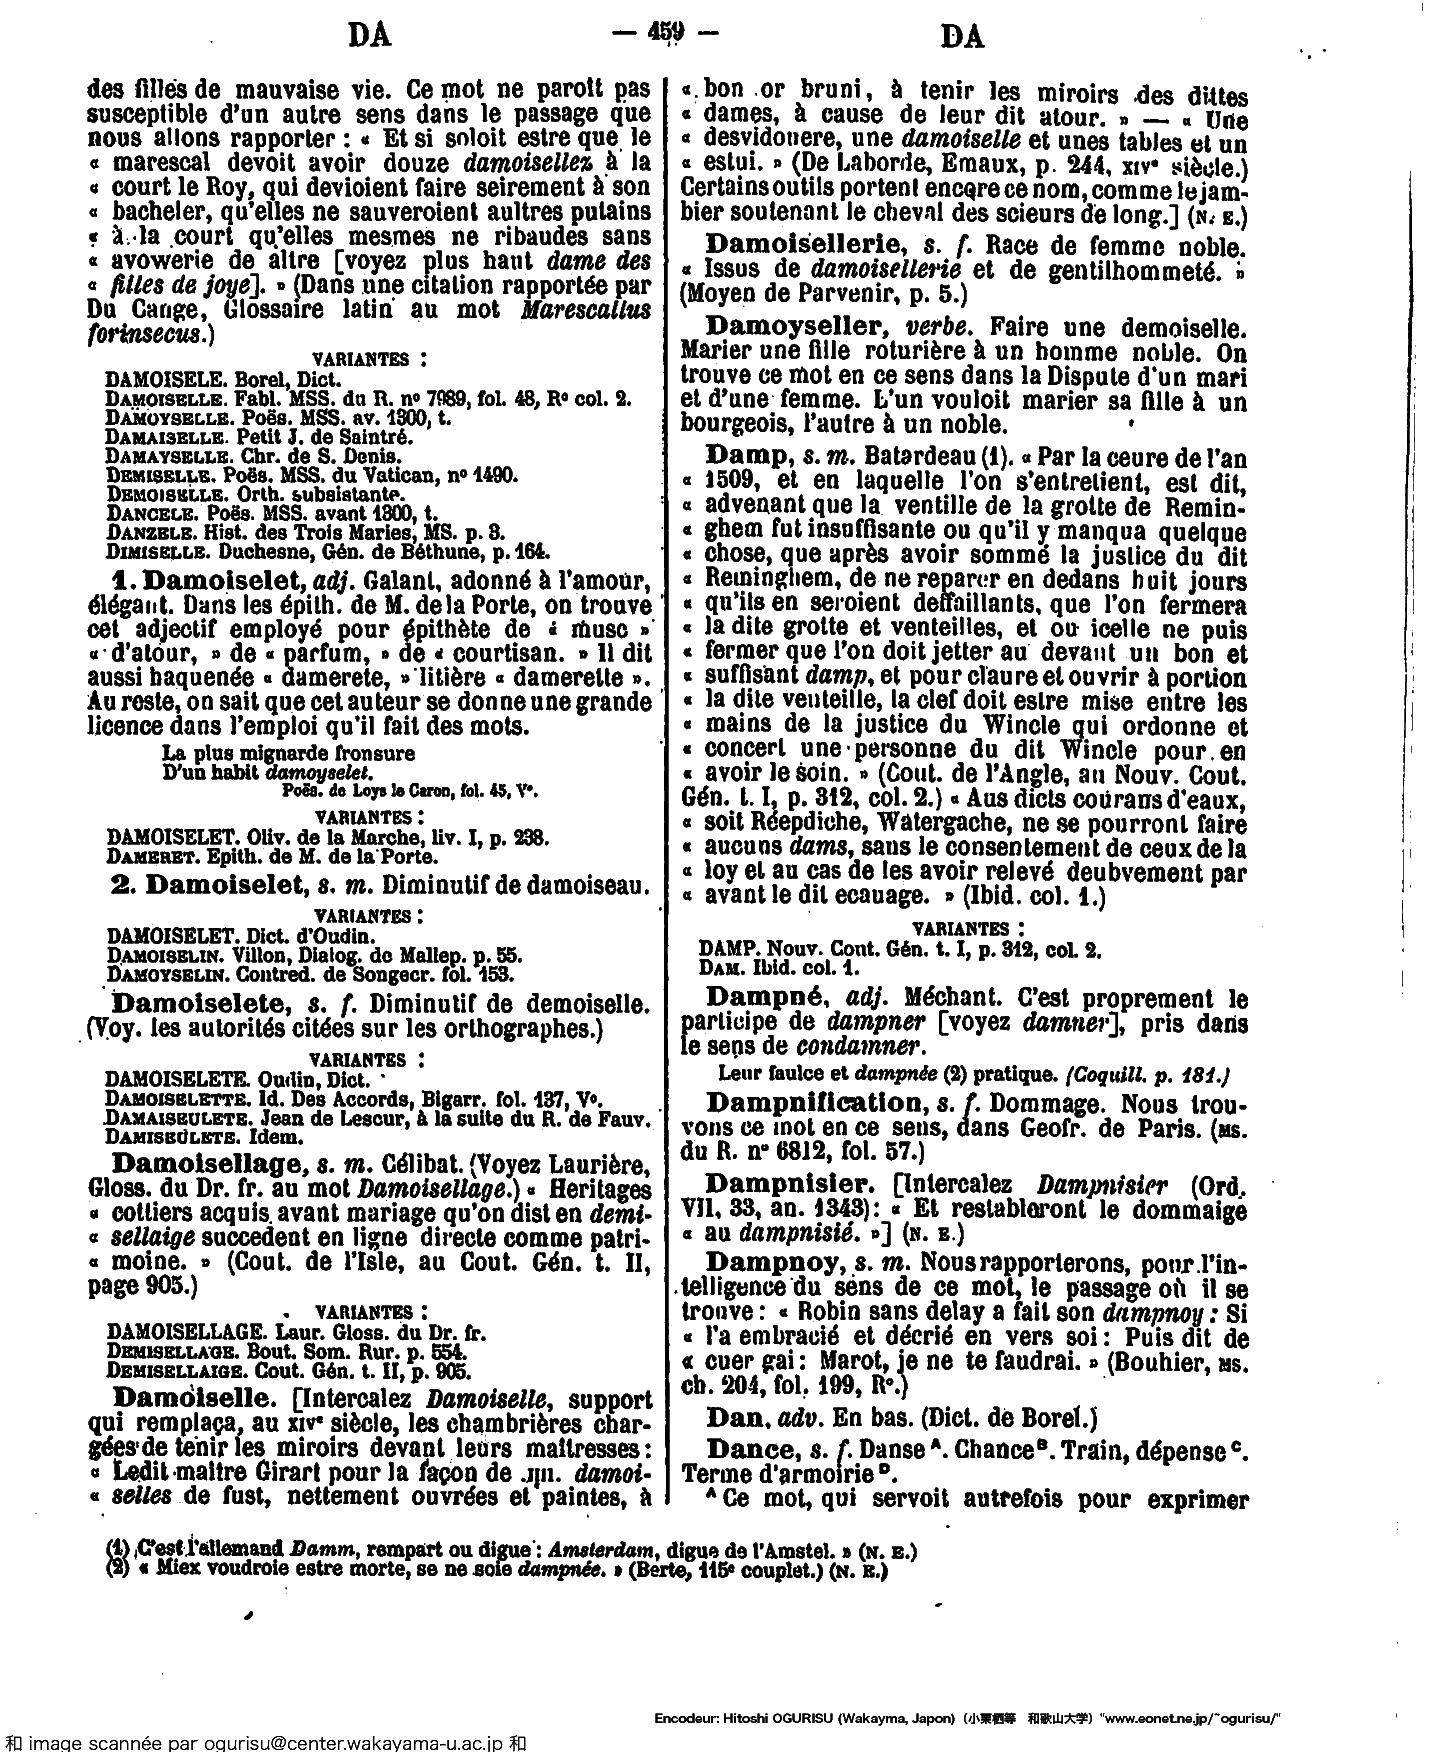 DA
— 459 —
DA
des filles de mauvaise vie. Ce mot ne paroît pas
susceptible d'un autre sens dans le passage que
nous allons rapporter : « Et si soloit estre que le
« marescal devoit avoir douze damoisellez à la
« court le Roy, qui devioient faire seirement à son
« bacheler, qu'elles ne sauveroient aultres putains
« à la court qu'elles mesmes ne ribaudes sans
« avowerie de altre [voyez plus haut dame des
« filles de joye]. » (Dans une citation rapportée par
Du Cange, Glossaire latin au mot Marescallus
forinsecus.)
VARIANTES :
DAMOISELE. Borel, Dict.
DAMOISELLE. Fabl. MSS. du R. nº 7989, fol. 48, Rº col. 2.
DAMOYSELLE. Poës. MSS. av. 1300, t.
DAMAISELLE. Petit J. de Saintré.
DAMAYSELLE. Chr. de S. Denis.
DEMISELLE. Poës. MSS. du Vatican, nº 1490.
DEMOISELLE. Orth. subsistante.
DANCELE. Poës. MSS. avant 1300, t.
DANZELE. Hist. des Trois Maries, MS. p. 3.
DIMISELLE. Duchesne, Gén. de Béthune, p. 164.
1. Damoiselet, adj. Galant, adonné à l'amour,
élégant. Dans les épith. de M. de la Porte, on trouve
cet adjectif employé pour épithète de « musc »
« d'atour, » de « parfum, » de « courtisan. » Il dit
aussi haquenée « damerete, » litière « damerette ».
Au reste, on sait que cet auteur se donne une grande
licence dans l'emploi qu'il fait des mots.
La plus mignarde fronsure
D'un habit damoyselet.
Poës. de Loys le Caron, fol. 45, Vº.
VARIANTES :
DAMOISELET. Oliv. de la Marche, liv. I, p. 238.
DAMERET. Epith. de M. de la Porte.
2. Damoiselet, s. m. Diminutif de damoiseau.
VARIANTES :
DAMOISELET. Dict. d'Oudin.
DAMOISELIN. Villon, Dialog. de Mallep. p. 55.
DAMOYSELIN. Contred. de Songecr. fol. 153.
Damoiselete, s. f. Diminutif de demoiselle.
(Voy. les autorités citées sur les orthographes.)
VARIANTES :
DAMOISELETE. Oudin, Dict.
DAMOISELETTE. Id. Des Accords, Bigarr. fol. 137, Vº.
DAMAISEULETE. Jean de Lescur, à la suite du R. de Fauv.
DAMISEULETE. Idem.
Damoisellage, s. m. Célibat. (Voyez Laurière,
Gloss. du Dr. fr. au mot Damoisellage.) « Heritages
« cottiers acquis avant mariage qu'on dist en demi-
« sellaige succedent en ligne directe comme patri-
« moine. » (Cout. de l'Isle, au Cout. Gén. t. II,
page 905.)
VARIANTES :
DAMOISELLAGE. Laur. Gloss. du Dr. fr.
DEMISELLAGE. Bout. Som. Rur. p. 554.
DEMISELLAIGE. Cout. Gén. t. II, p. 905.
Damoiselle. [Intercalez Damoiselle, support
qui remplaça, au XIVe siècle, les chambrières char-
gées de tenir les miroirs devant leurs maîtresses :
« Ledit maître Girart pour la façon de damoi-
« selles de fust, nettement ouvrées et paintes, à
« bon or bruni, à tenir les miroirs des dittes
« dames, à cause de leur dit atour. » — « Une
« desvidouere, une damoiselle et unes tables et un
« estui. » (De Laborde, Emaux, p. 244, XIVe siècle.)
Certains outils portent encore ce nom, comme le jam-
bier soutenant le cheval des scieurs de long.] (N. E.)
Damoisellerie, s. f. Race de femme noble.
« Issus de damoisellerie et de gentilhommeté. »
(Moyen de Parvenir, p. 5.)
Damoyseller, verbe. Faire une demoiselle.
Marier une fille roturière à un homme noble. On
trouve ce mot en ce sens dans la Dispute d'un mari
et d'une femme. L'un vouloit marier sa fille à un
bourgeois, l'autre à un noble.
Damp, s. m. Batardeau (1). « Par la ceure de l'an
« 1509, et en laquelle l'on s'entretient, est dit,
« advenant que la ventille de la grotte de Remin-
« ghem fut insuffisante ou qu'il y manqua quelque
« chose, que après avoir sommé la justice du dit
« Reminghem, de ne reparer en dedans huit jours
« qu'ils en seroient deffaillants, que l'on fermera
« la dite grotte et venteilles, et ou icelle ne puis
« fermer que l'on doit jetter au devant un bon et
« suffisant damp, et pour claure et ouvrir à portion
« la dite venteille, la clef doit estre mise entre les
« mains de la justice du Wincle qui ordonne et
« concert une personne du dit Wincle pour en
« avoir le soin. » (Cout. de l'Angle, au Nouv. Cout.
Gén. t. I, p. 312, col. 2.) « Aus dicts courans d'eaux,
« soit Réepdiche, Watergache, ne se pourront faire
« aucuns dams, sans le consentement de ceux de la
« loy et au cas de les avoir relevé deubvement par
« avant le dit ecauage. » (Ibid. col. 1.)
VARIANTES :
DAMP. Nouv. Cout. Gén. t. I, p. 312, col. 2.
DAM. Ibid. col. 1.
Dampné, adj. Méchant. C'est proprement le
participe de dampner [voyez damner], pris dans
le sens de condamner.
Leur faulce et dampnée (2) pratique. (Coquill. p. 181.)
Dampnification, s. f. Dommage. Nous trou-
vons ce mot en ce sens, dans Geofr. de Paris. (MS.
du R. nº 6812, fol. 57.)
Dampnisier. [Intercalez Dampnisier (Ord.
VII, 33, an. 1343) : « Et restableront le dommaige
« au dampnisié. »] (N. E.)
Dampnoy, s. m. Nous rapporterons, pour l'in-
telligence du sens de ce mot, le passage où il se
trouve : « Robin sans delay a fait son dampnoy : Si
« l'a embracié et décrié en vers soi : Puis dit de
« cuer gai : Marot, je ne te faudrai. » (Bouhier, MS.
ch. 204, fol. 199, Rº.)
Dan, adv. En bas. (Dict. de Borel.)
Dance, s. f. Danse ᴬ. Chance ᴮ. Train, dépense ᶜ.
Terme d'armoirie ᴰ.
ᴬ Ce mot, qui servoit autrefois pour exprimer
(1) C'est l'allemand Damm, rempart ou digue : Amsterdam, digue de l'Amstel. » (N. E.)
(2) « Miex voudroie estre morte, se ne soie dampnée. » (Berte, 115e couplet.) (N. E.)
Encodeur: Hitoshi OGURISU (Wakayma, Japon) (小栗栖等 和歌山大学) "www.eonet.ne.jp/~ogurisu/"
和 image scannée par ogurisu@center.wakayama-u.ac.jp 和